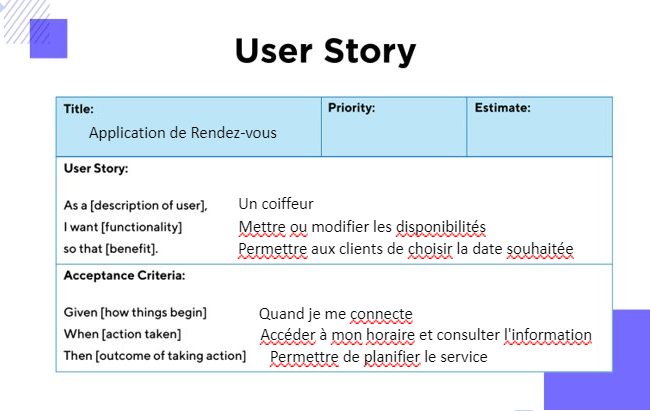 User Story
Title: Priority: Estimate:
Application de Rendez-vous
User Story:
As a [description of user], Un coiffeur
I want [functionality] Mettre ou modifier les disponibilités
so that [benefit]. Permettre aux clients de choisir la date souhaitée
Acceptance Criteria:
Given [how things begin] Quand je me connecte
When [action taken] Accéder à mon horaire et consulter l'information
Then [outcome of taking action] Permettre de planifier le service